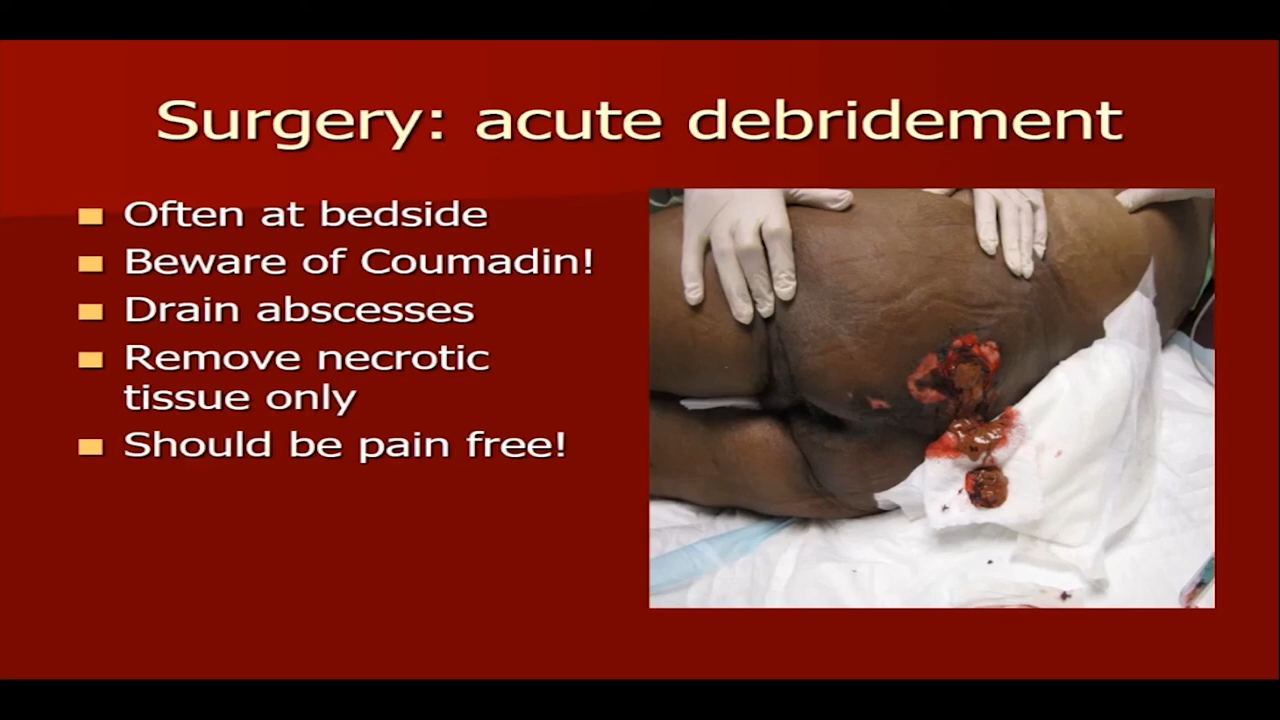 Surgery: acute debridement
Often at bedside
Beware of Coumadin!
Drain abscesses
Remove necrotic
tissue only
Should be pain free!